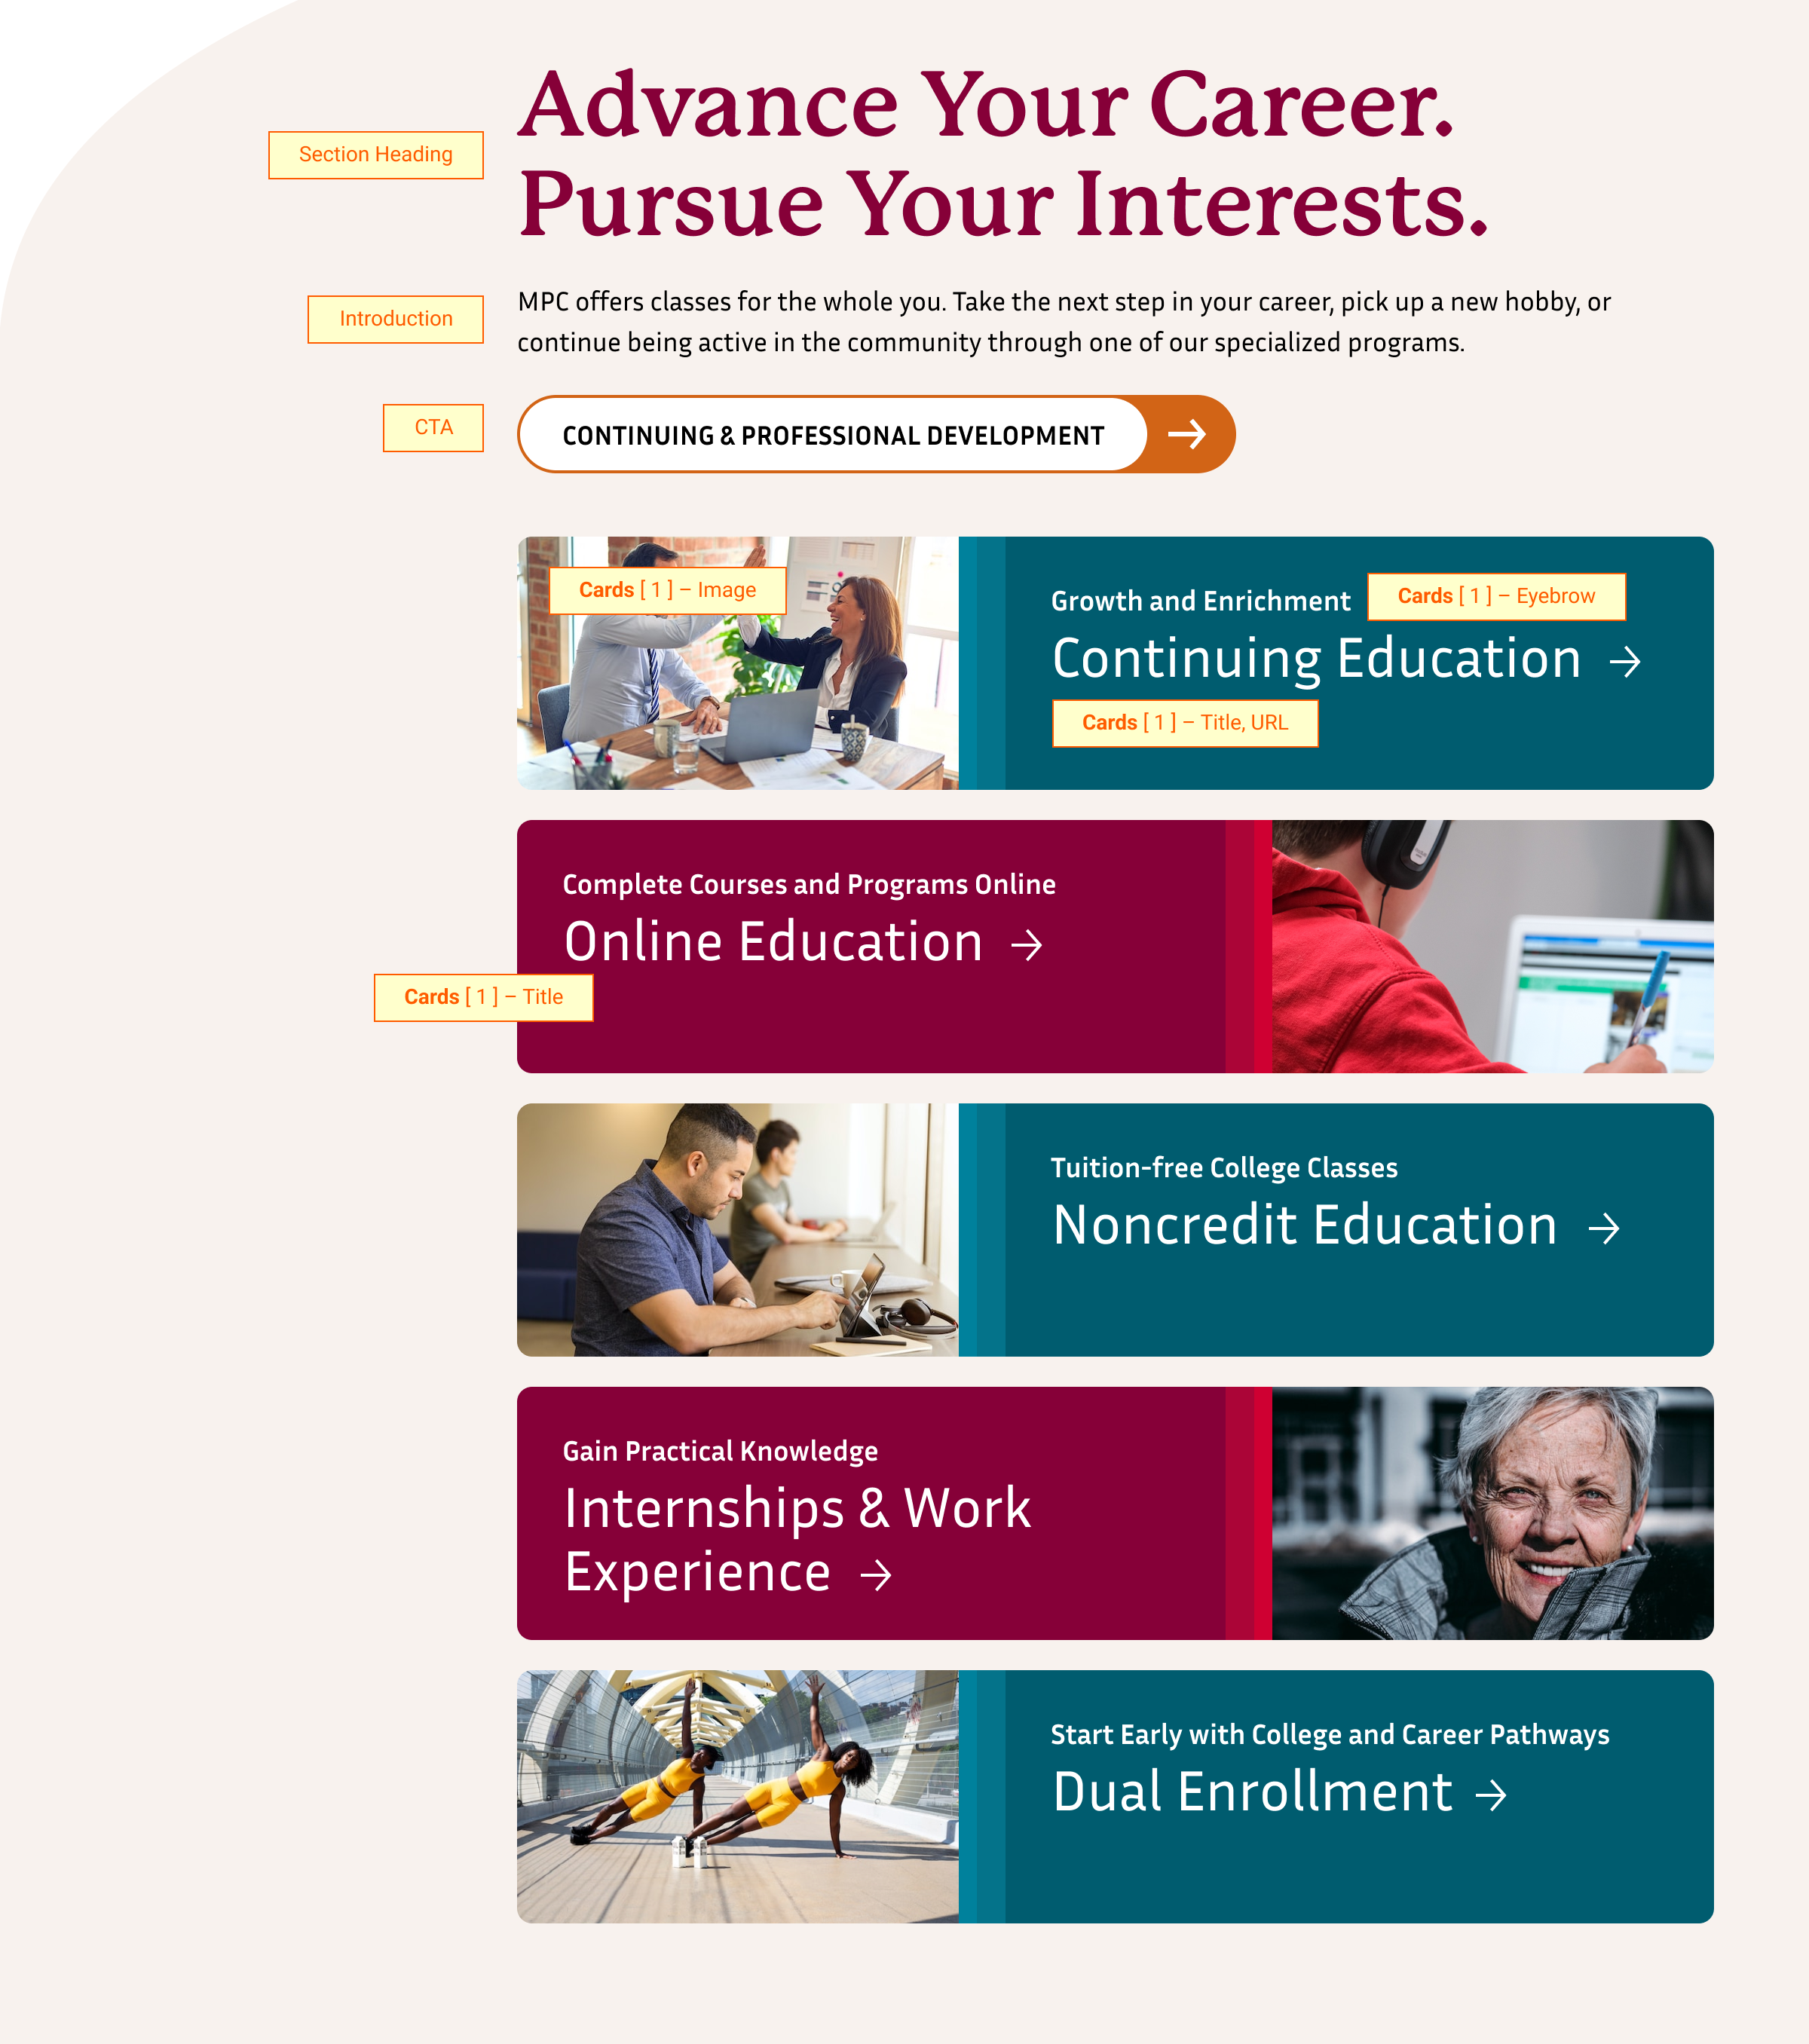 Advance Your Career.
Section Heading
Pursue Your Interests.
MPC offers classes for the whole you. Take the next step in your career, pick up a new hobby, or
Introduction
continue being active in the community through one of our specialized programs.
CTA
CONTINUING & PROFESSIONAL DEVELOPMENT
Cards [ 1 ] – Image
Growth and Enrichment
Cards [ 1 ] – Eyebrow
Continuing Education
Cards [ 1 ] – Title, URL
Complete Courses and Programs Online
Online Education
Cards [ 1 ] – Title
Tuition-free College Classes
Noncredit Education
Gain Practical Knowledge
Internships & Work
Experience
Start Early with College and Career Pathways
Dual Enrollment